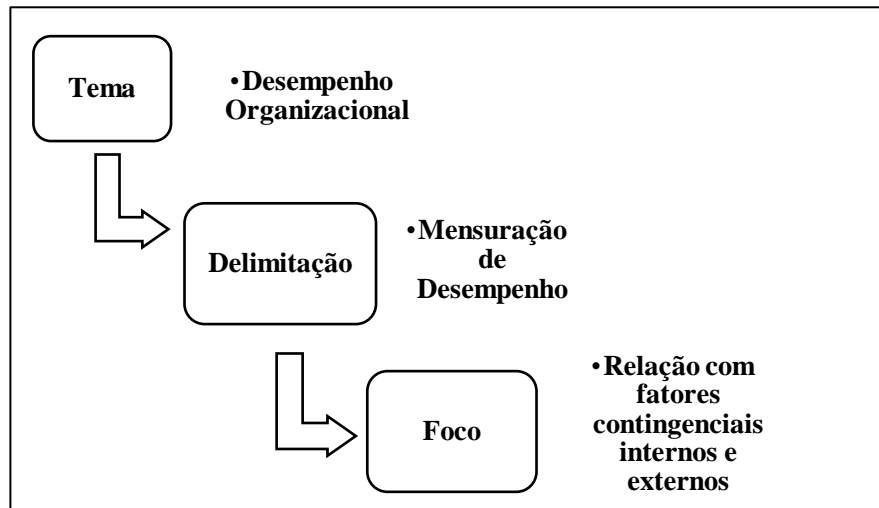 Tema
•Desempenho
Organizacional
Delimitação
•Mensuração
de
Desempenho
Foco
•Relação com
fatores
contingenciais
internos e
externos